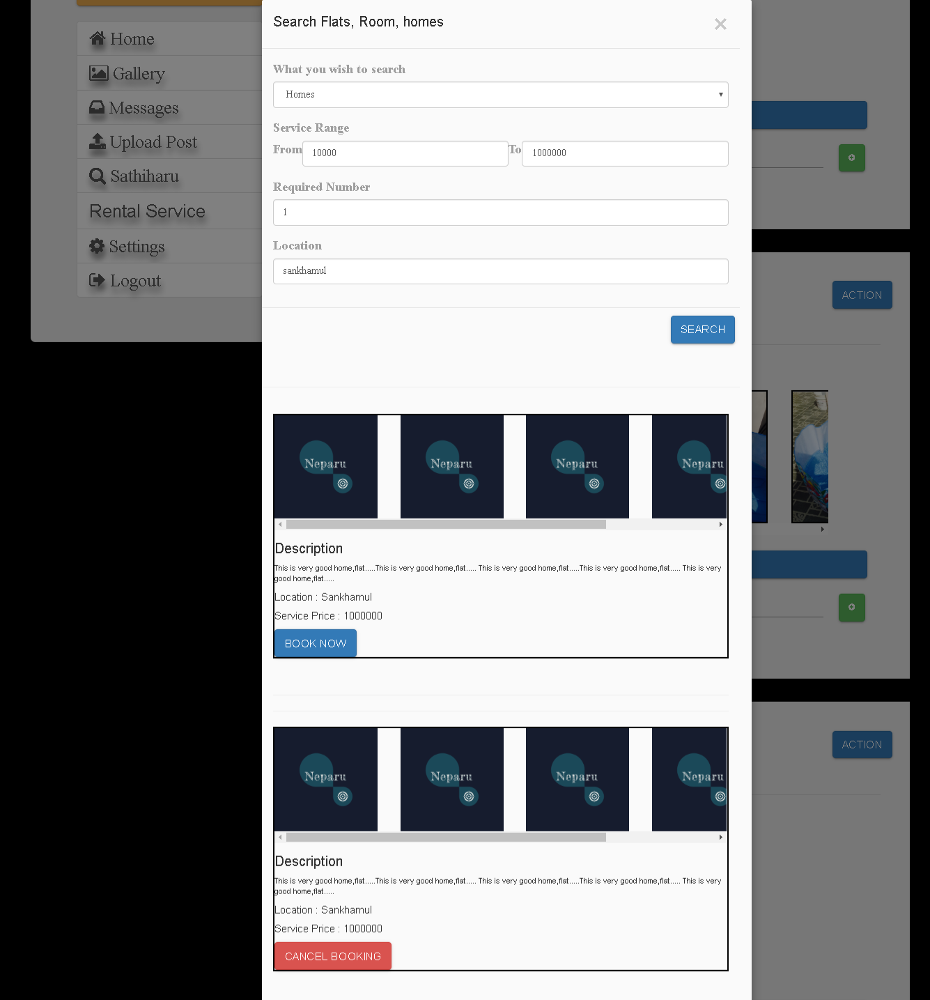 Home
Gallery
Messages
Upload Post
Sathiharu
Rental Service
Settings
Logout
Search Flats, Room, homes
×
What you wish to search
Homes
Service Range
From 10000 To 1000000
Required Number
1
Location
sankhamul
SEARCH
Neparu Neparu Neparu Neparu
Description
This is very good home,flat.....This is very good home,flat..... This is very good home,flat.....This is very good home,flat..... This is very
good home,flat.....
Location : Sankhamul
Service Price : 1000000
BOOK NOW
Neparu Neparu Neparu Neparu
Description
This is very good home,flat.....This is very good home,flat..... This is very good home,flat.....This is very good home,flat..... This is very
good home,flat.....
Location : Sankhamul
Service Price : 1000000
CANCEL BOOKING
ACTION
ACTION